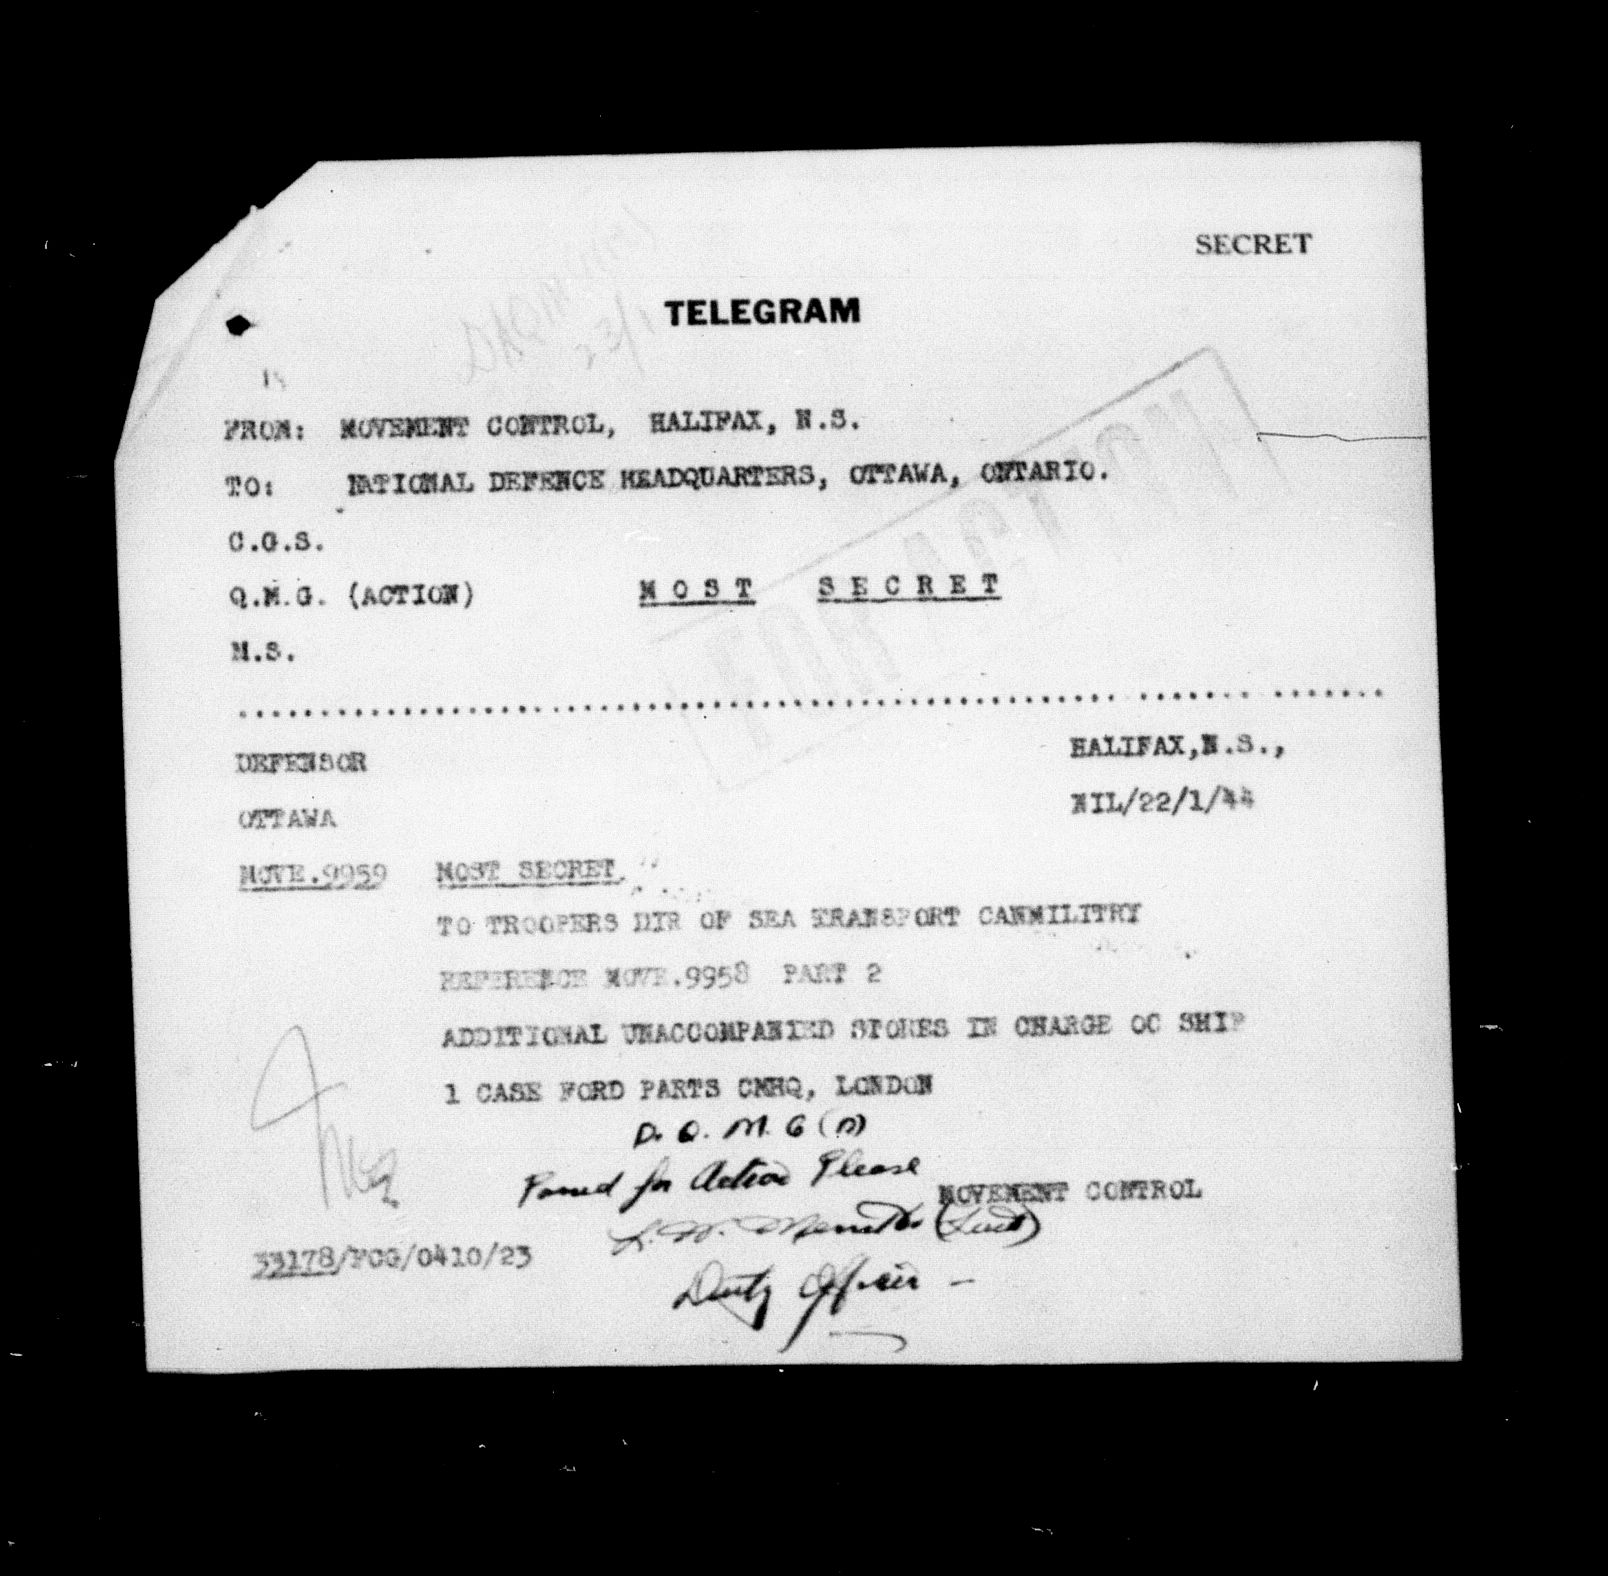 SECRET
TELEGRAM
FROM: MOVEMENT CONTROL, HALIFAX, N.S.
TO: NATIONAL DEFENCE HEADQUARTERS, OTTAWA, ONTARIO.
C.G.S.
Q.M.G. (ACTION) MOST SECRET
M.S.
DEFENSOR HALIFAX,N.S.,
OTTAWA NIL/22/1/44
MOVE.9959 MOST SECRET
TO TROOPERS DIR OF SEA TRANSPORT CANMILITRY
REFERENCE MOVE.9958 PART 2
ADDITIONAL UNACCOMPANIED STORES IN CHARGE OC SHIP
1 CASE FORD PARTS CMHQ, LONDON
D. Q. M. G (A)
Passed for Action Please
MOVEMENT CONTROL
L. W. (Lieut)
33178/FCG/0410/23
Duty Officer -